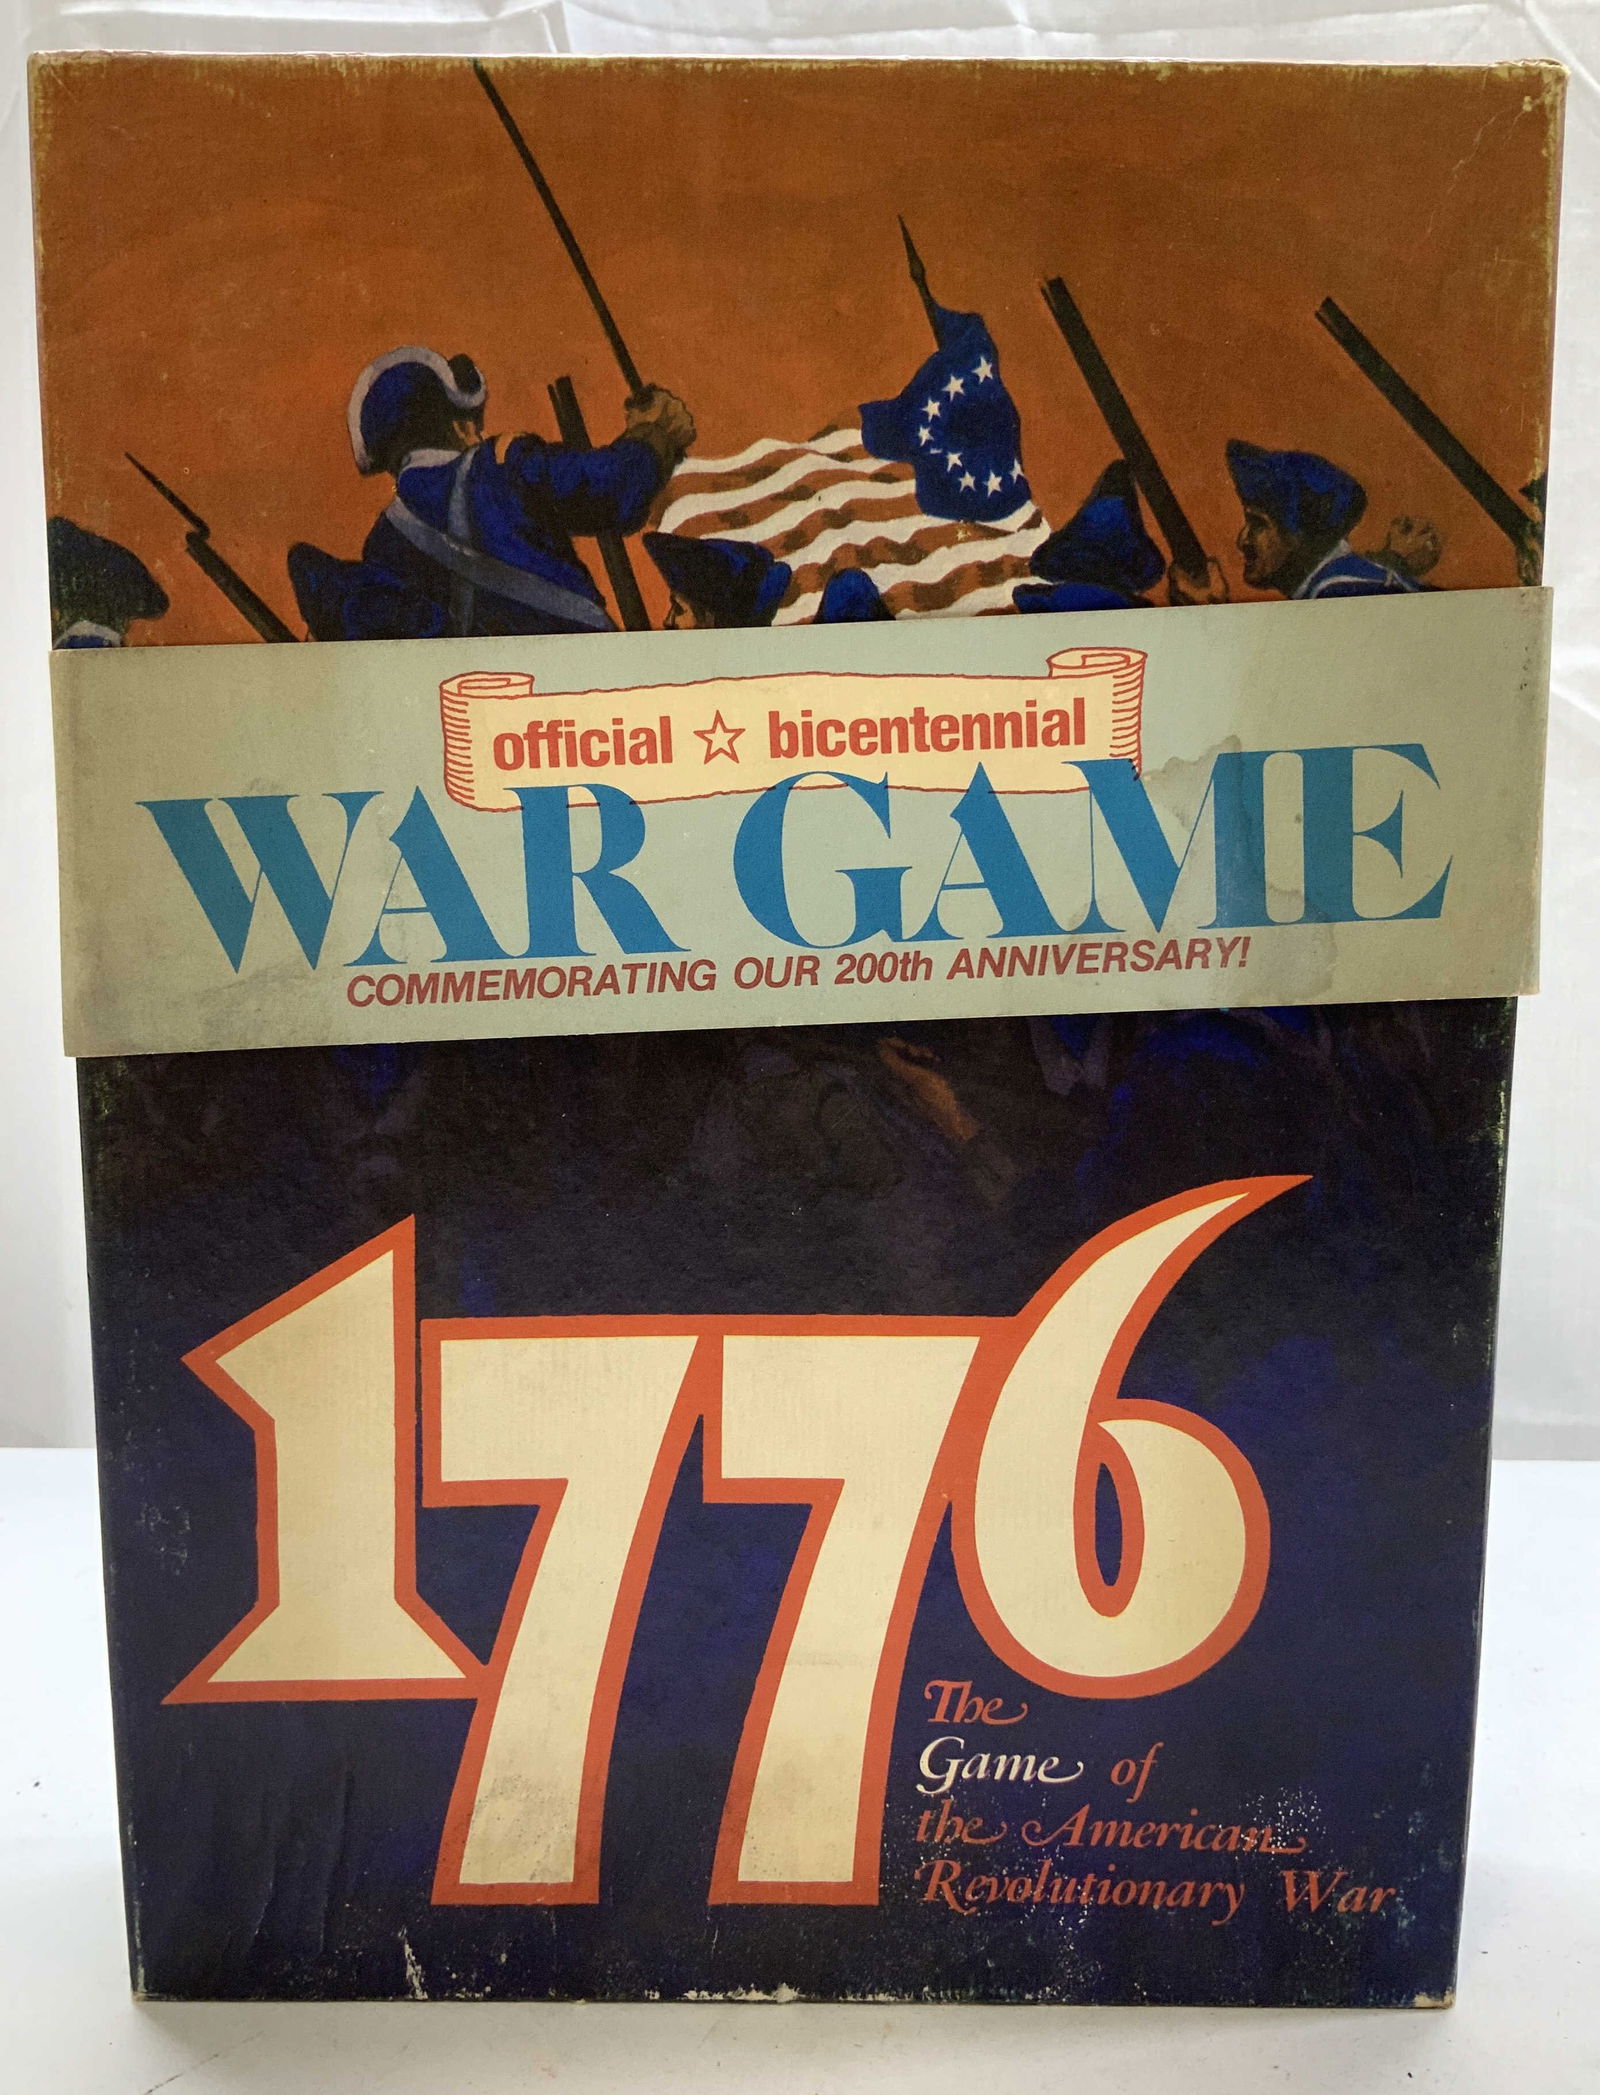 official ☆ bicentennial
WAR GAME
COMMEMORATING OUR 200th ANNIVERSARY!
1776
The
Game of
the American
Revolutionary War